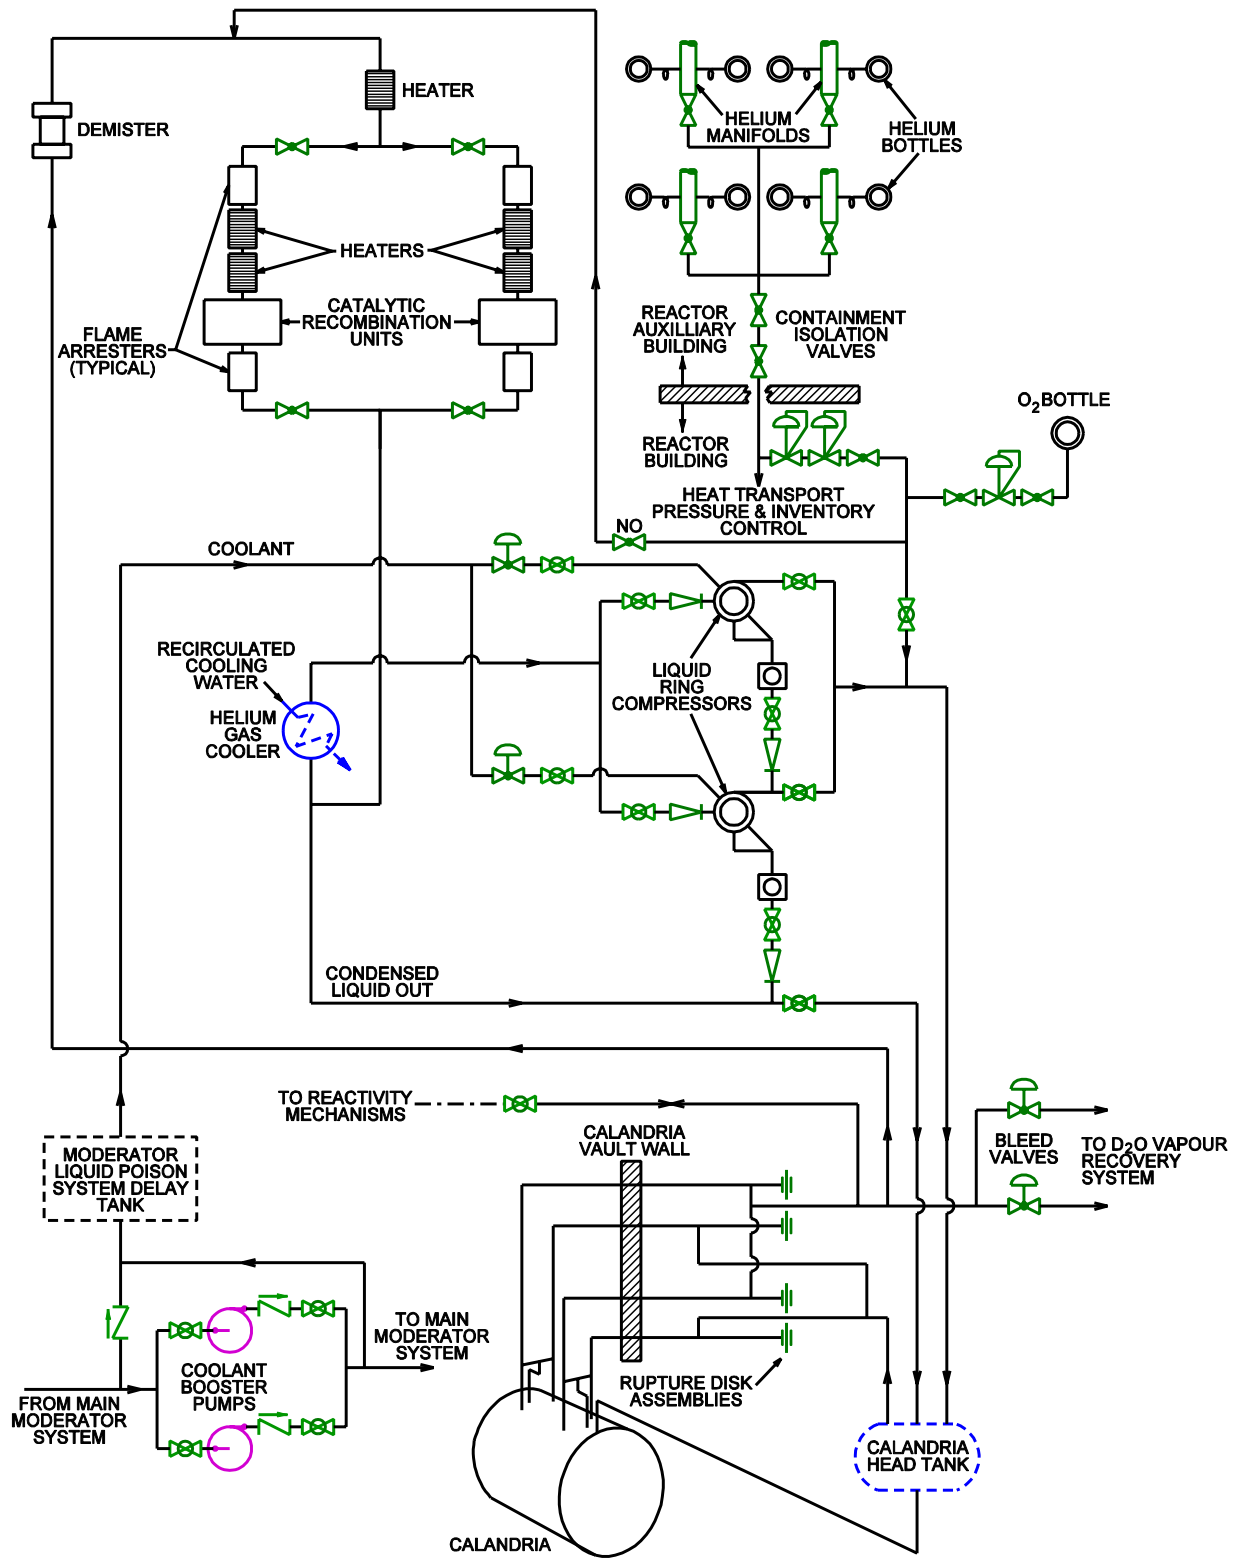 HEATER
DEMISTER
HELIUM
MANIFOLDS
HELIUM
BOTTLES
HEATERS
CATALYTIC
RECOMBINATION
UNITS
FLAME
ARRESTERS
(TYPICAL)
REACTOR
AUXILLIARY
BUILDING
CONTAINMENT
ISOLATION
VALVES
REACTOR
BUILDING
O2 BOTTLE
HEAT TRANSPORT
PRESSURE & INVENTORY
CONTROL
NO
COOLANT
RECIRCULATED
COOLING
WATER
HELIUM
GAS
COOLER
LIQUID
RING
COMPRESSORS
CONDENSED
LIQUID OUT
TO REACTIVITY
MECHANISMS
CALANDRIA
VAULT WALL
BLEED
VALVES
TO D2O VAPOUR
RECOVERY
SYSTEM
MODERATOR
LIQUID POISON
SYSTEM DELAY
TANK
TO MAIN
MODERATOR
SYSTEM
COOLANT
BOOSTER
PUMPS
FROM MAIN
MODERATOR
SYSTEM
RUPTURE DISK
ASSEMBLIES
CALANDRIA
HEAD TANK
CALANDRIA